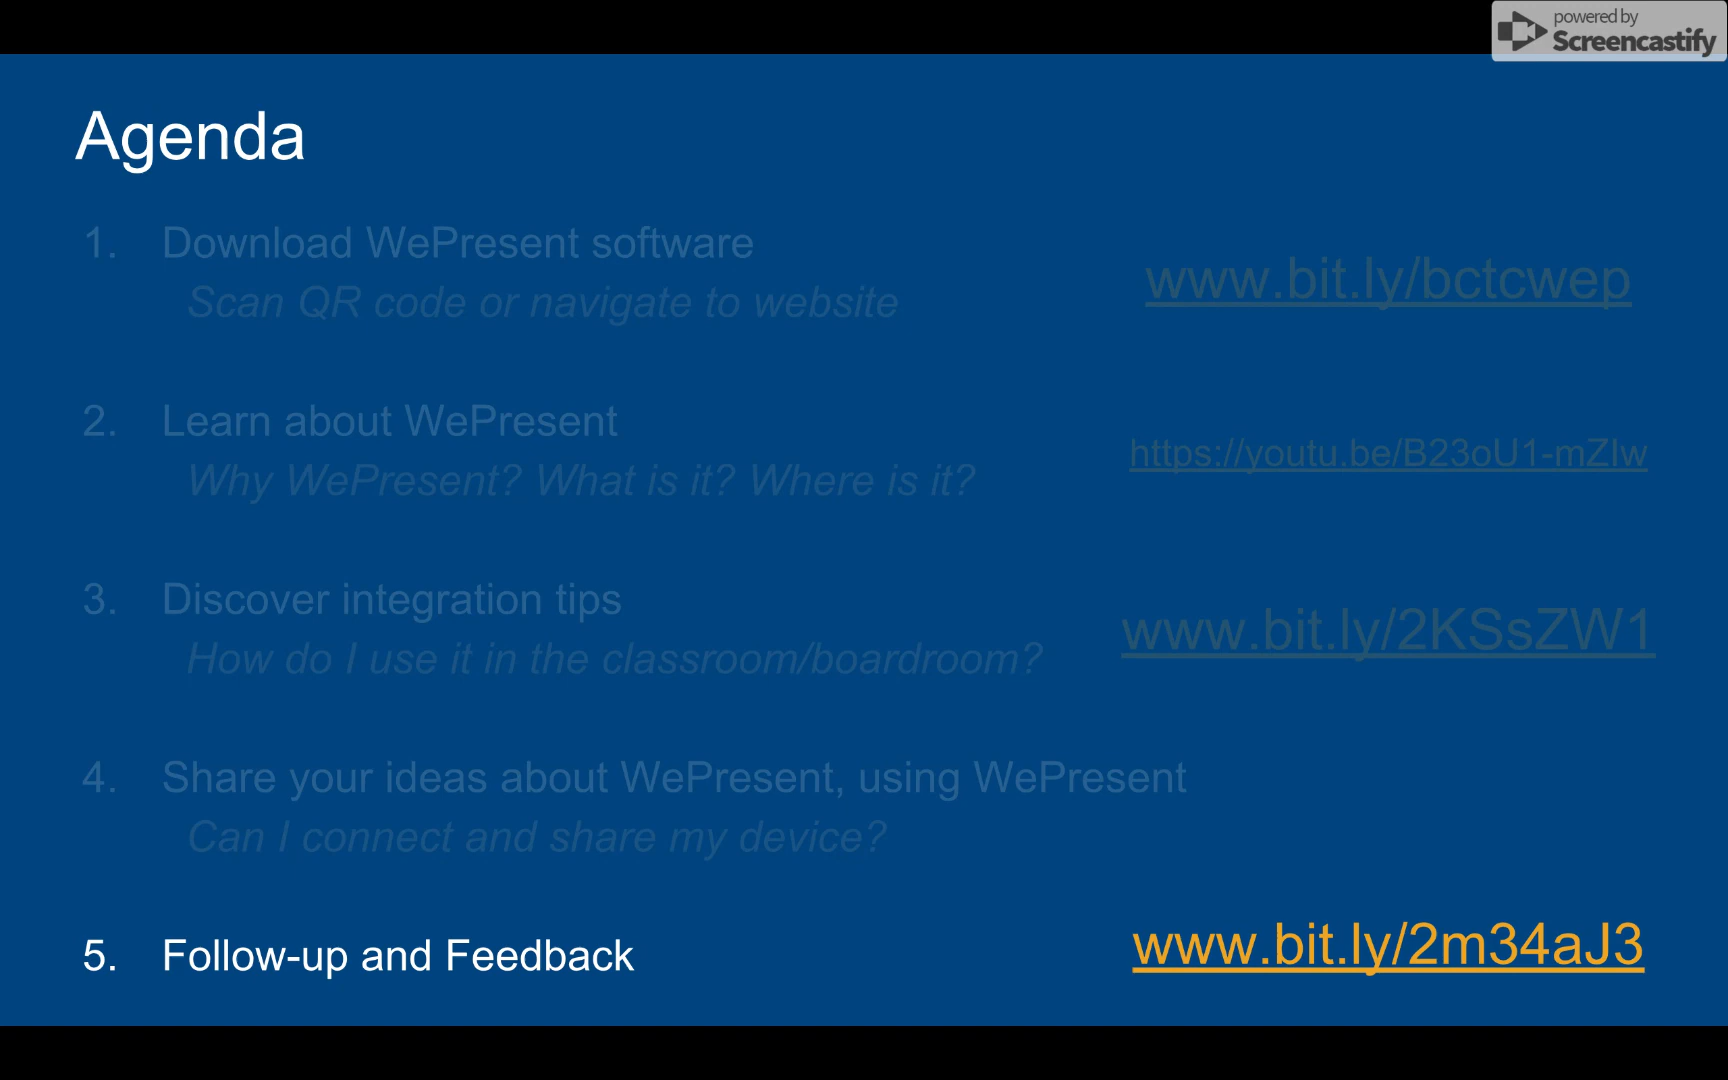 powered by
Screencastify
Agenda
1. Download WePresent software
Scan QR code or navigate to website
www.bit.ly/bctcwep
2. Learn about WePresent
Why WePresent? What is it? Where is it?
https://youtu.be/B23oU1-mZIw
3. Discover integration tips
How do I use it in the classroom/boardroom?
www.bit.ly/2KSsZW1
4. Share your ideas about WePresent, using WePresent
Can I connect and share my device?
5. Follow-up and Feedback
www.bit.ly/2m34aJ3